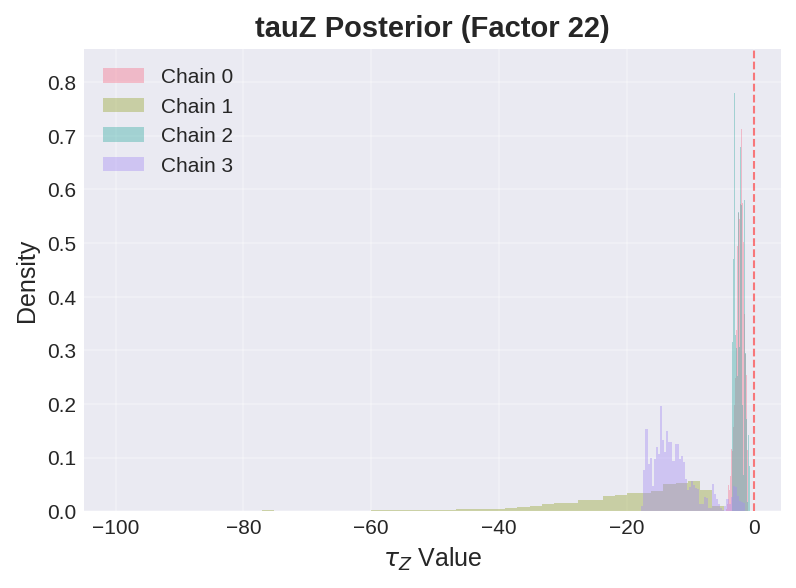 tauZ Posterior (Factor 22)
Chain 0
Chain 1
Chain 2
Chain 3
Density
0.8
0.7
0.6
0.5
0.4
0.3
0.2
0.1
0.0
−100
−80
−60
−40
−20
0
τZ Value